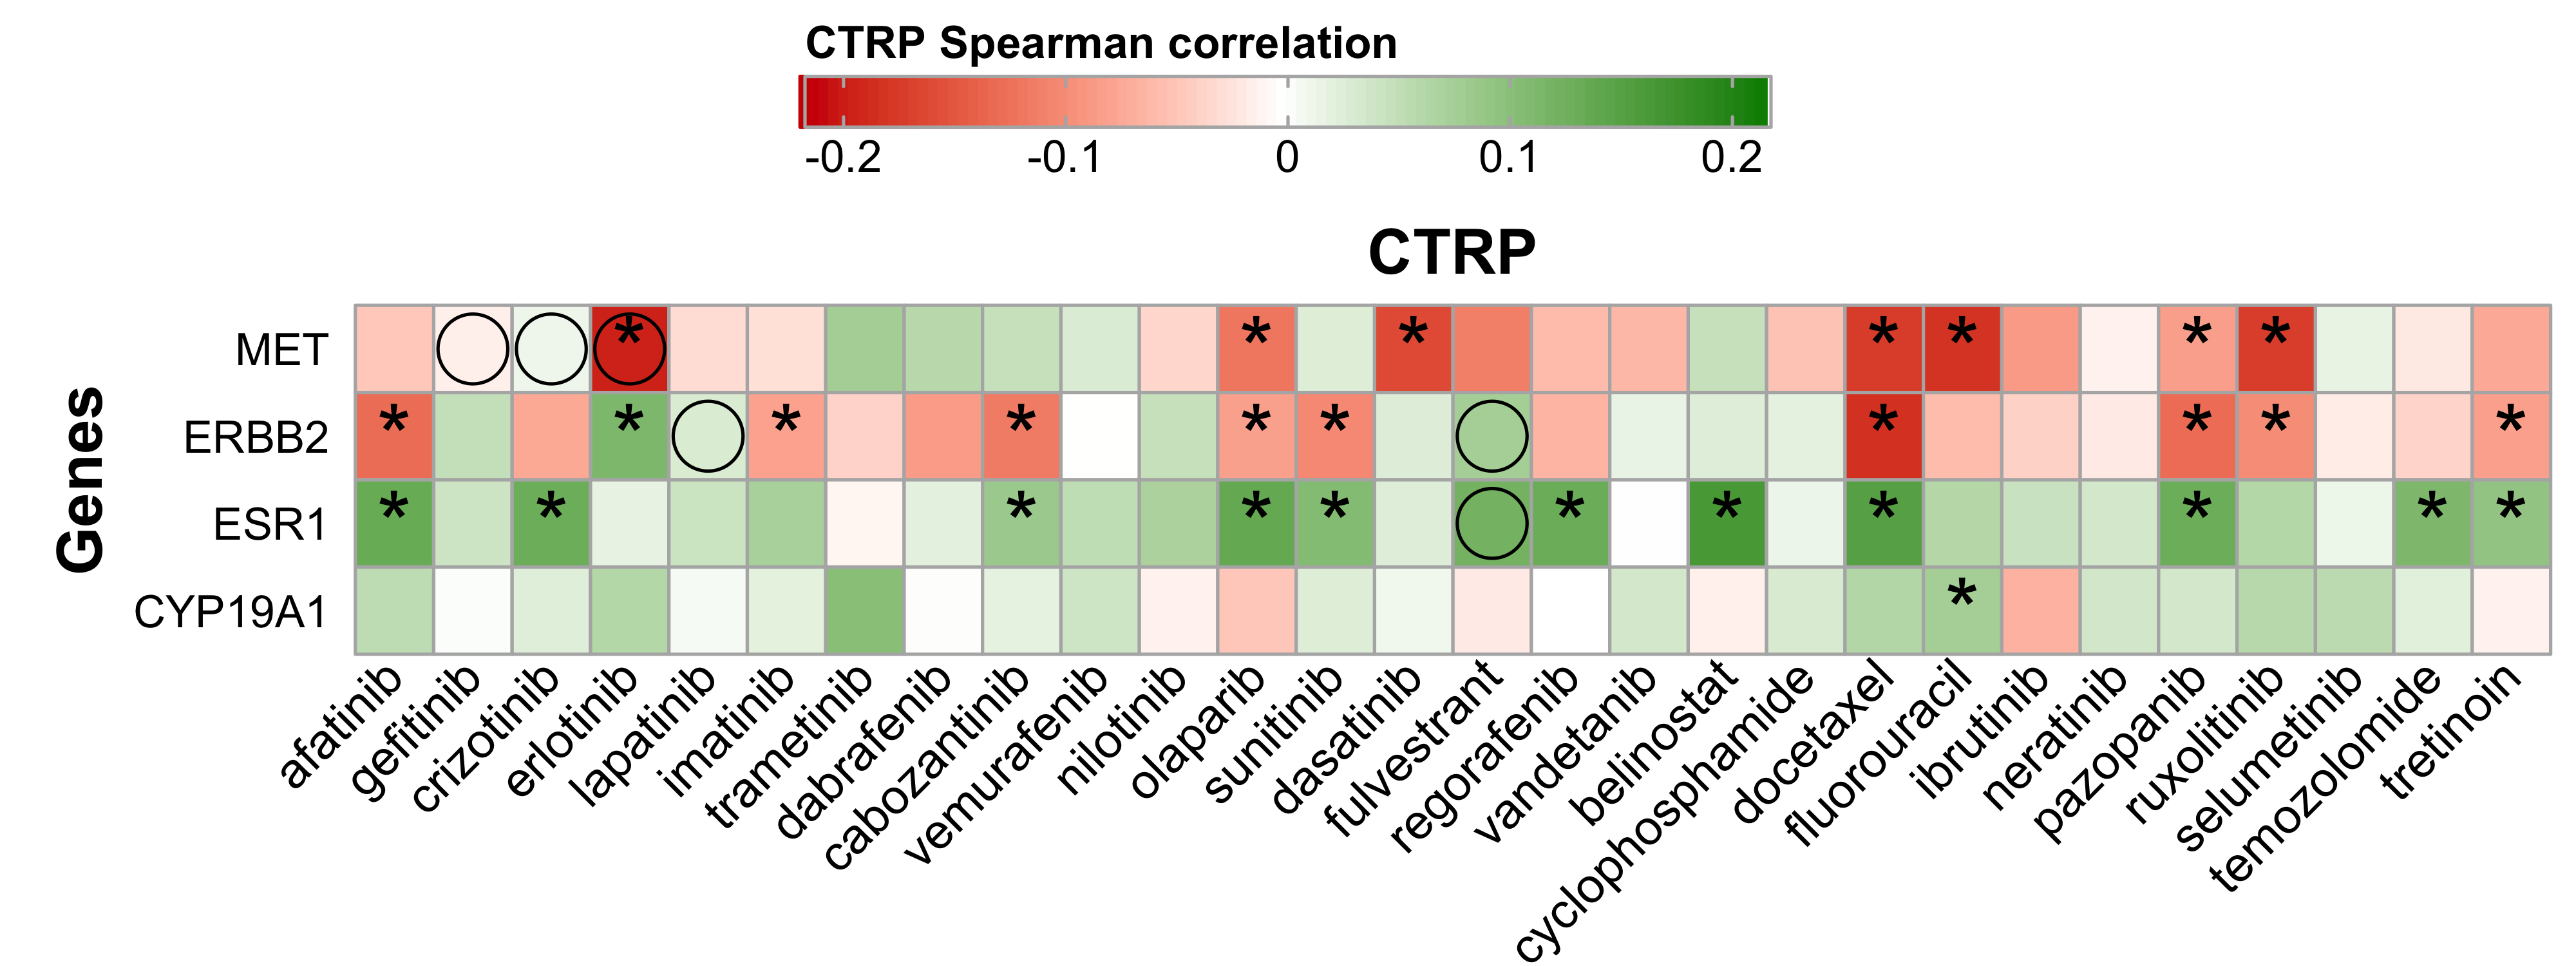 CTRP Spearman correlation
-0.2 -0.1 0 0.1 0.2
CTRP
Genes
MET * * * * * * *
ERBB2 * * * * * * * * * *
ESR1 * * * * * * * * * * *
CYP19A1 *
afatinib
gefitinib
crizotinib
erlotinib
lapatinib
imatinib
trametinib
dabrafenib
cabozantinib
vemurafenib
nilotinib
olaparib
sunitinib
dasatinib
fulvestrant
regorafenib
vandetanib
belinostat
cyclophosphamide
docetaxel
fluorouracil
ibrutinib
neratinib
pazopanib
ruxolitinib
selumetinib
temozolomide
tretinoin